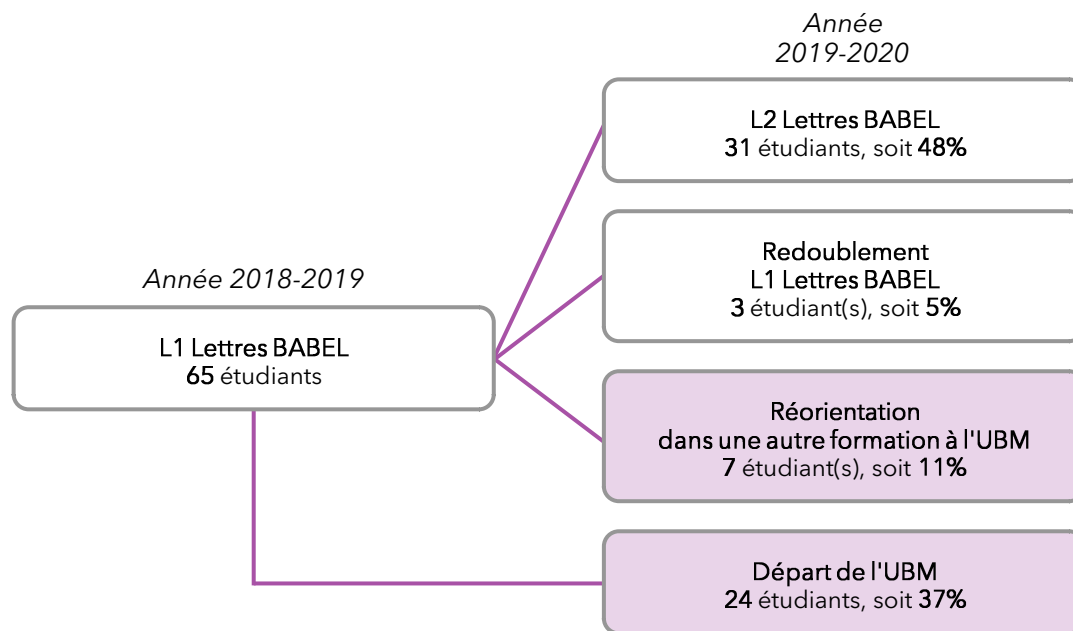 Année
2019-2020
L2 Lettres BABEL
31 étudiants, soit 48%
Redoublement
L1 Lettres BABEL
3 étudiant(s), soit 5%
Année 2018-2019
L1 Lettres BABEL
65 étudiants
Réorientation
dans une autre formation à l'UBM
7 étudiant(s), soit 11%
Départ de l'UBM
24 étudiants, soit 37%